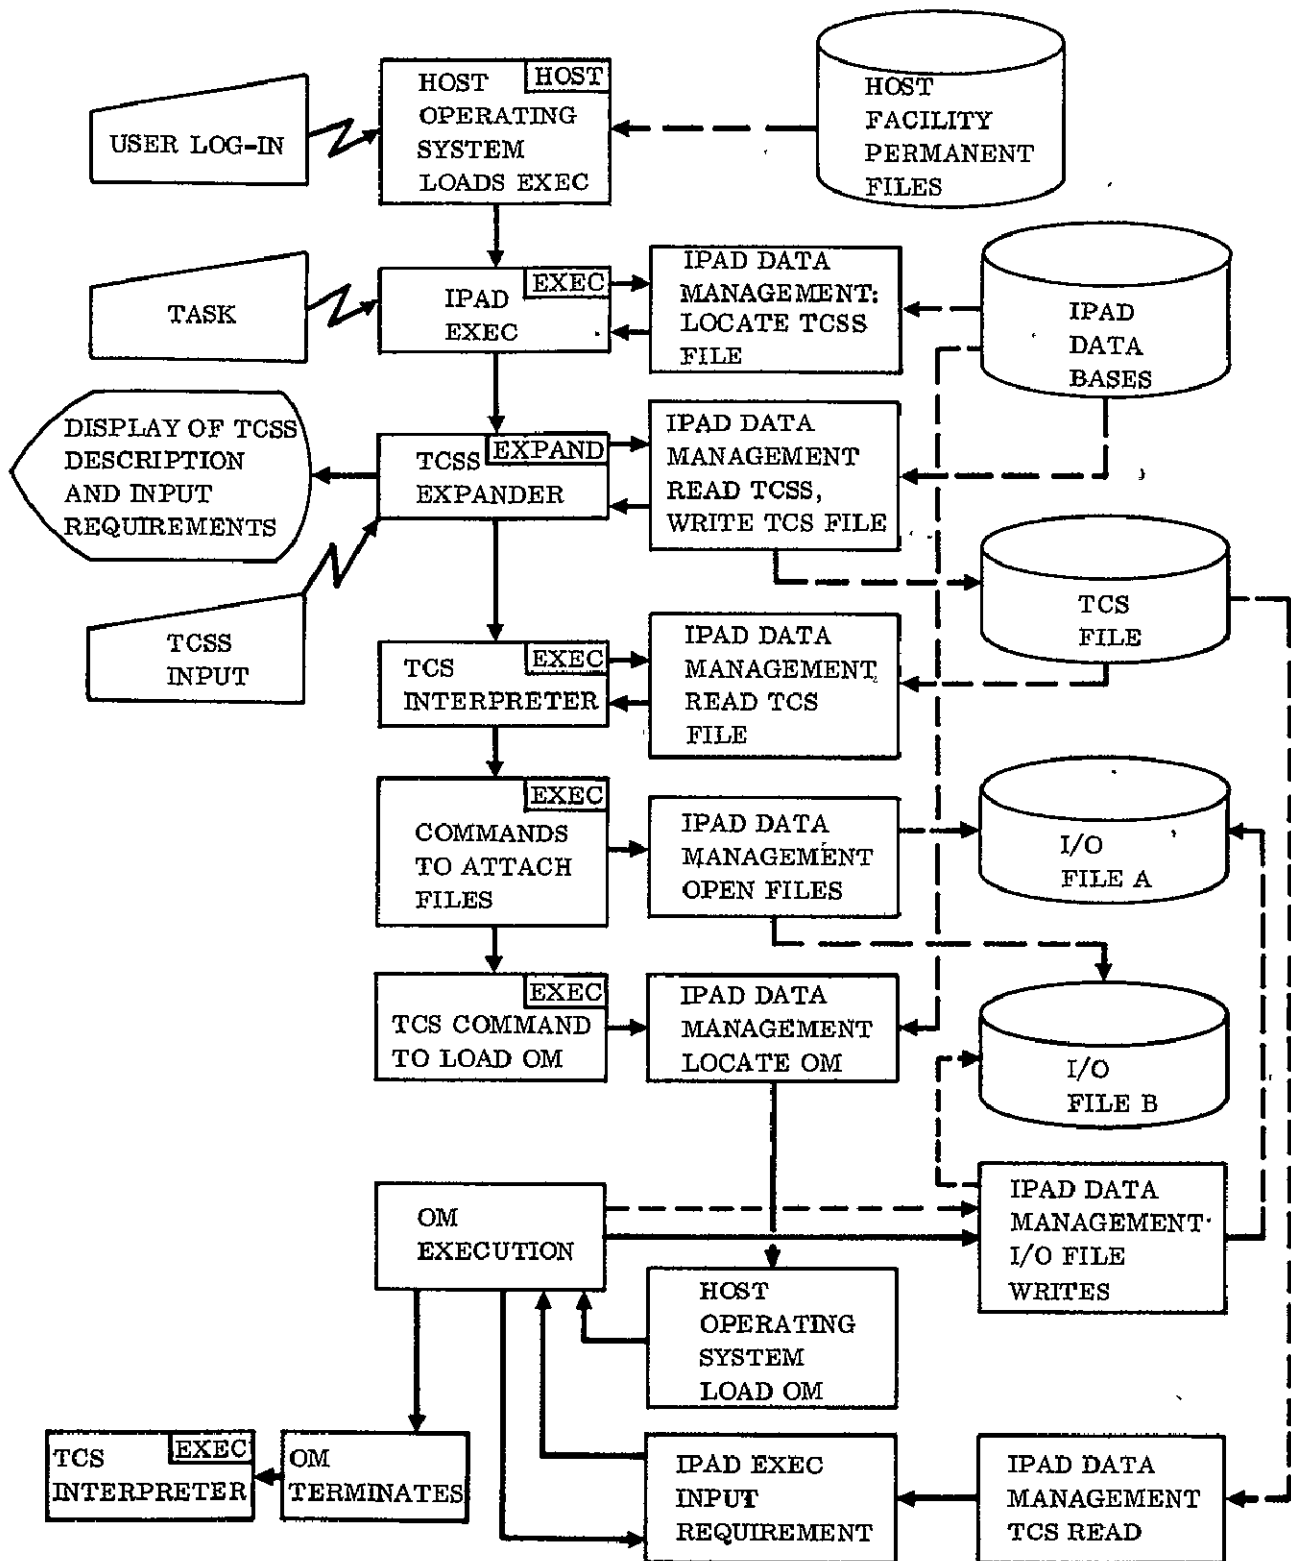 HOST
HOST
OPERATING
SYSTEM
LOADS EXEC
USER LOG-IN
HOST
FACILITY
PERMANENT
FILES
TASK
EXEC
IPAD
EXEC
IPAD DATA
MANAGEMENT:
LOCATE TCSS
FILE
IPAD
DATA
BASES
DISPLAY OF TCSS
DESCRIPTION
AND INPUT
REQUIREMENTS
EXPAND
TCSS
EXPANDER
IPAD DATA
MANAGEMENT
READ TCSS,
WRITE TCS FILE
TCS
FILE
TCSS
INPUT
EXEC
TCS
INTERPRETER
IPAD DATA
MANAGEMENT
READ TCS
FILE
EXEC
COMMANDS
TO ATTACH
FILES
IPAD DATA
MANAGEMENT
OPEN FILES
I/O
FILE A
EXEC
TCS COMMAND
TO LOAD OM
IPAD DATA
MANAGEMENT
LOCATE OM
I/O
FILE B
OM
EXECUTION
IPAD DATA
MANAGEMENT
I/O FILE
WRITES
HOST
OPERATING
SYSTEM
LOAD OM
EXEC
TCS
INTERPRETER
OM
TERMINATES
IPAD EXEC
INPUT
REQUIREMENT
IPAD DATA
MANAGEMENT
TCS READ